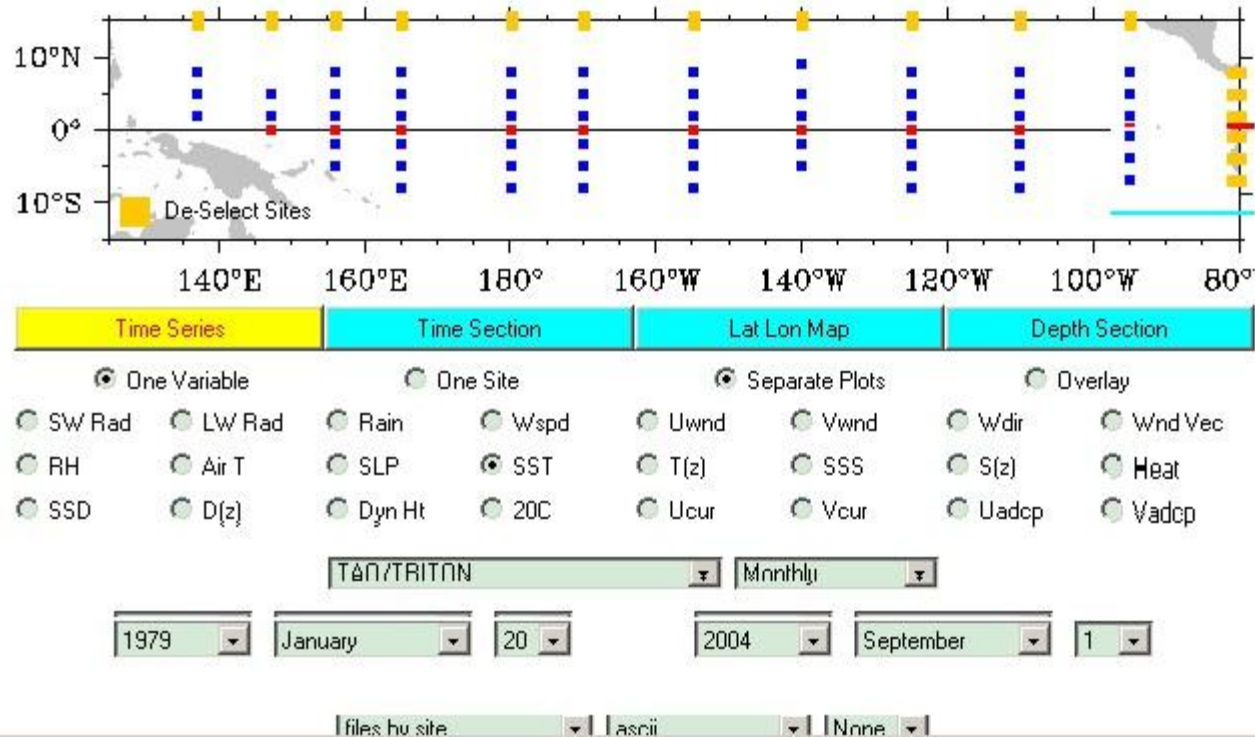 10°N
0°
10°S
De-Select Sites
140°E 160°E 180° 160°W 140°W 120°W 100°W 80°
Time Series Time Section Lat Lon Map Depth Section
One Variable One Site Separate Plots Overlay
SW Rad LW Rad Rain Wspd Uwnd Vwnd Wdir Wnd Vec
RH Air T SLP SST T(z) SSS S(z) Heat
SSD D(z) Dyn Ht 20C Ucur Vcur Uadcp Vadcp
TAO/TRITON Monthly
1979 January 20 2004 September 1
files by site ascii None